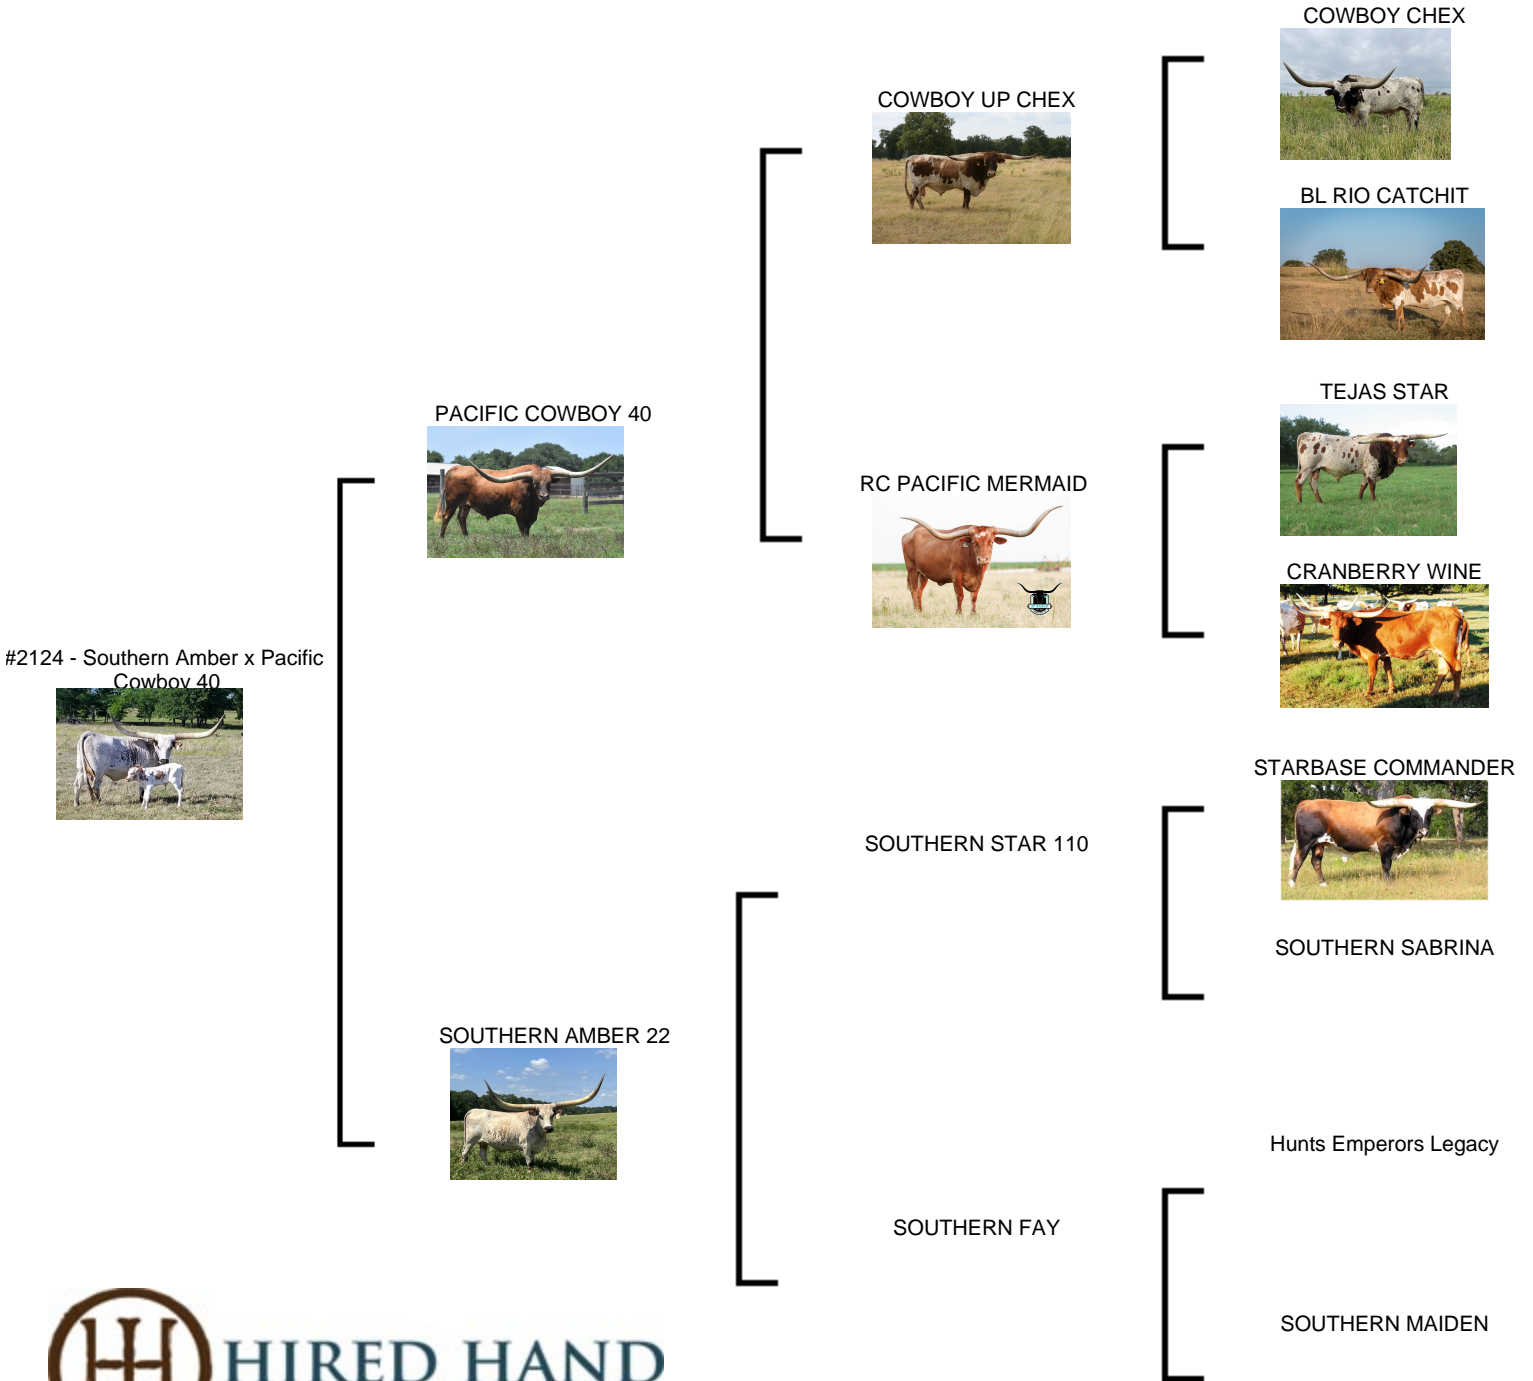 COWBOY CHEX
COWBOY UP CHEX
BL RIO CATCHIT
TEJAS STAR
PACIFIC COWBOY 40
RC PACIFIC MERMAID
CRANBERRY WINE
#2124 - Southern Amber x Pacific
Cowboy 40
STARBASE COMMANDER
SOUTHERN STAR 110
SOUTHERN SABRINA
SOUTHERN AMBER 22
Hunts Emperors Legacy
SOUTHERN FAY
SOUTHERN MAIDEN
HIRED HAND